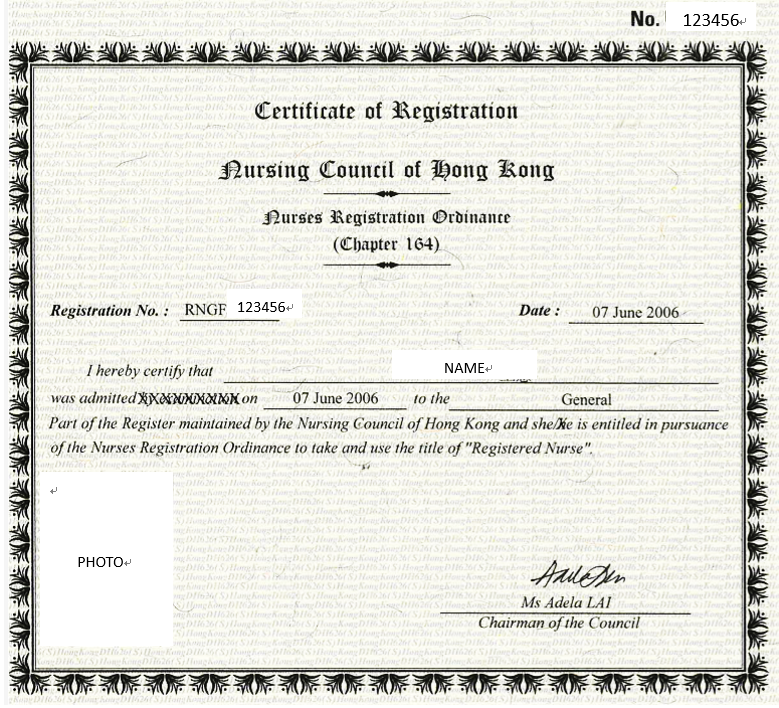 No. 123456
Certificate of Registration
Nursing Council of Hong Kong
Nurses Registration Ordinance
(Chapter 164)
Registration No. : RNGF 123456 Date : 07 June 2006
I hereby certify that NAME
was admitted on 07 June 2006 to the General
Part of the Register maintained by the Nursing Council of Hong Kong and she/he is entitled in pursuance
of the Nurses Registration Ordinance to take and use the title of "Registered Nurse".
PHOTO
Ms Adela LAI
Chairman of the Council